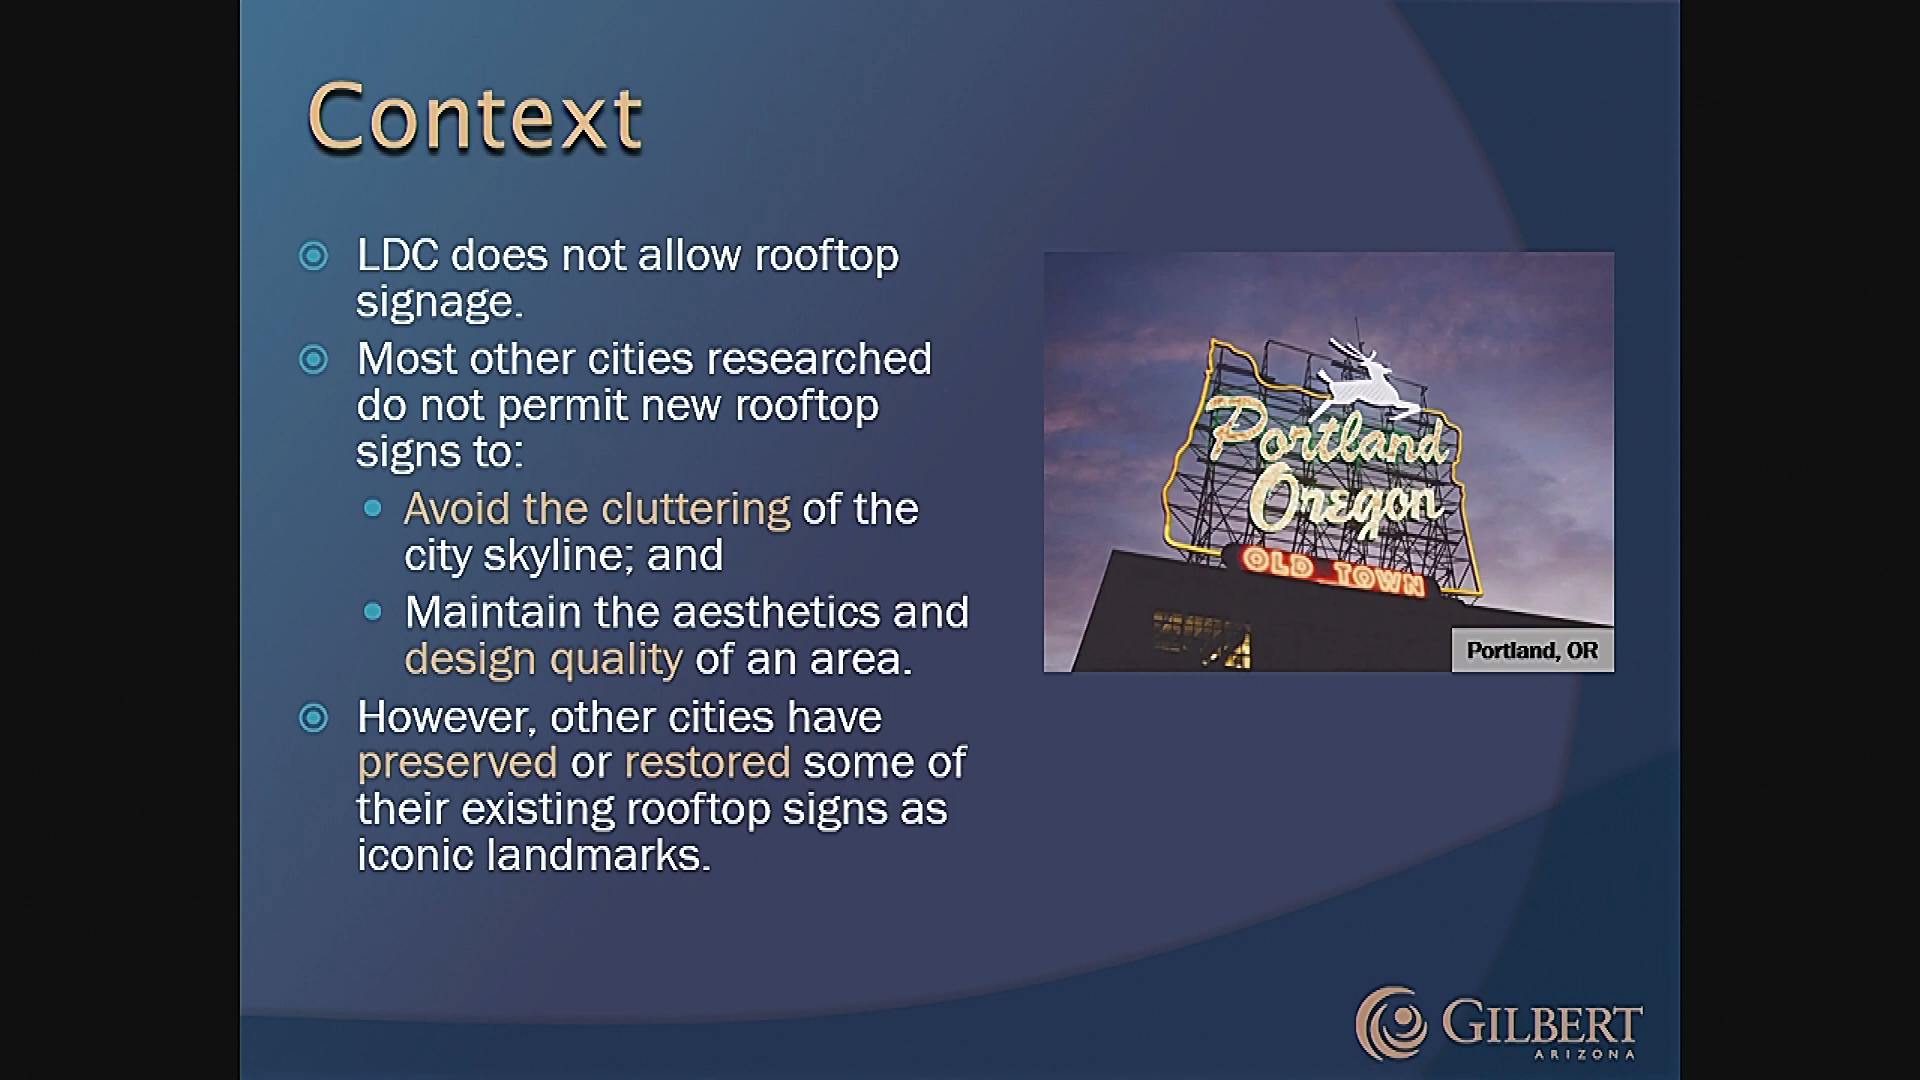 Context
LDC does not allow rooftop
signage.
Most other cities researched
do not permit new rooftop
signs to:
Avoid the cluttering of the
city skyline; and
Maintain the aesthetics and
design quality of an area.
However, other cities have
preserved or restored some of
their existing rooftop signs as
iconic landmarks.
Portland
Oregon
OLD TOWN
Portland, OR
GILBERT
ARIZONA